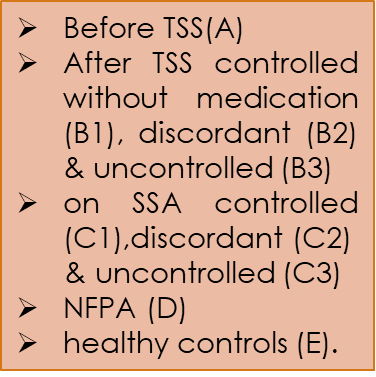 ➢ Before TSS(A)
➢ After TSS controlled
without medication
(B1), discordant (B2)
& uncontrolled (B3)
➢ on SSA controlled
(C1),discordant (C2)
& uncontrolled (C3)
➢ NFPA (D)
➢ healthy controls (E).